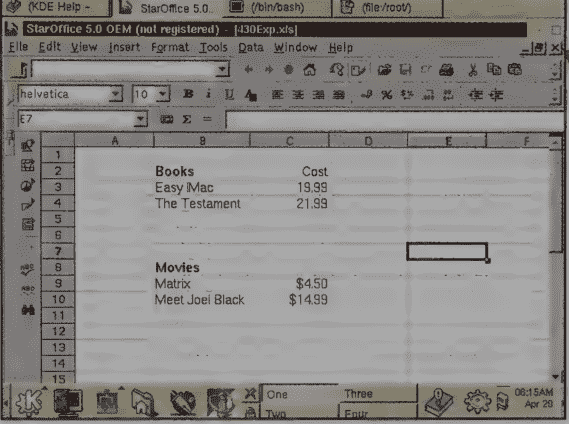 (KDE Help - StarOffice 5.0.. (/bin/bash) (file:/root/)
StarOffice 5.0 OEM (not registered) - [430Exp.xls]
File Edit View Insert Format Tools Data Window Help
helvetica 10 B i U A %
E7 Σ =
A B C D E F
1
2 Books Cost
3 Easy iMac 19.99
4 The Testament 21.99
5
6
7
8 Movies
9 Matrix $4.50
10 Meet Joei Black $14.99
11
12
13
14
15
One Three 06:15AM
Two Four Apr 28